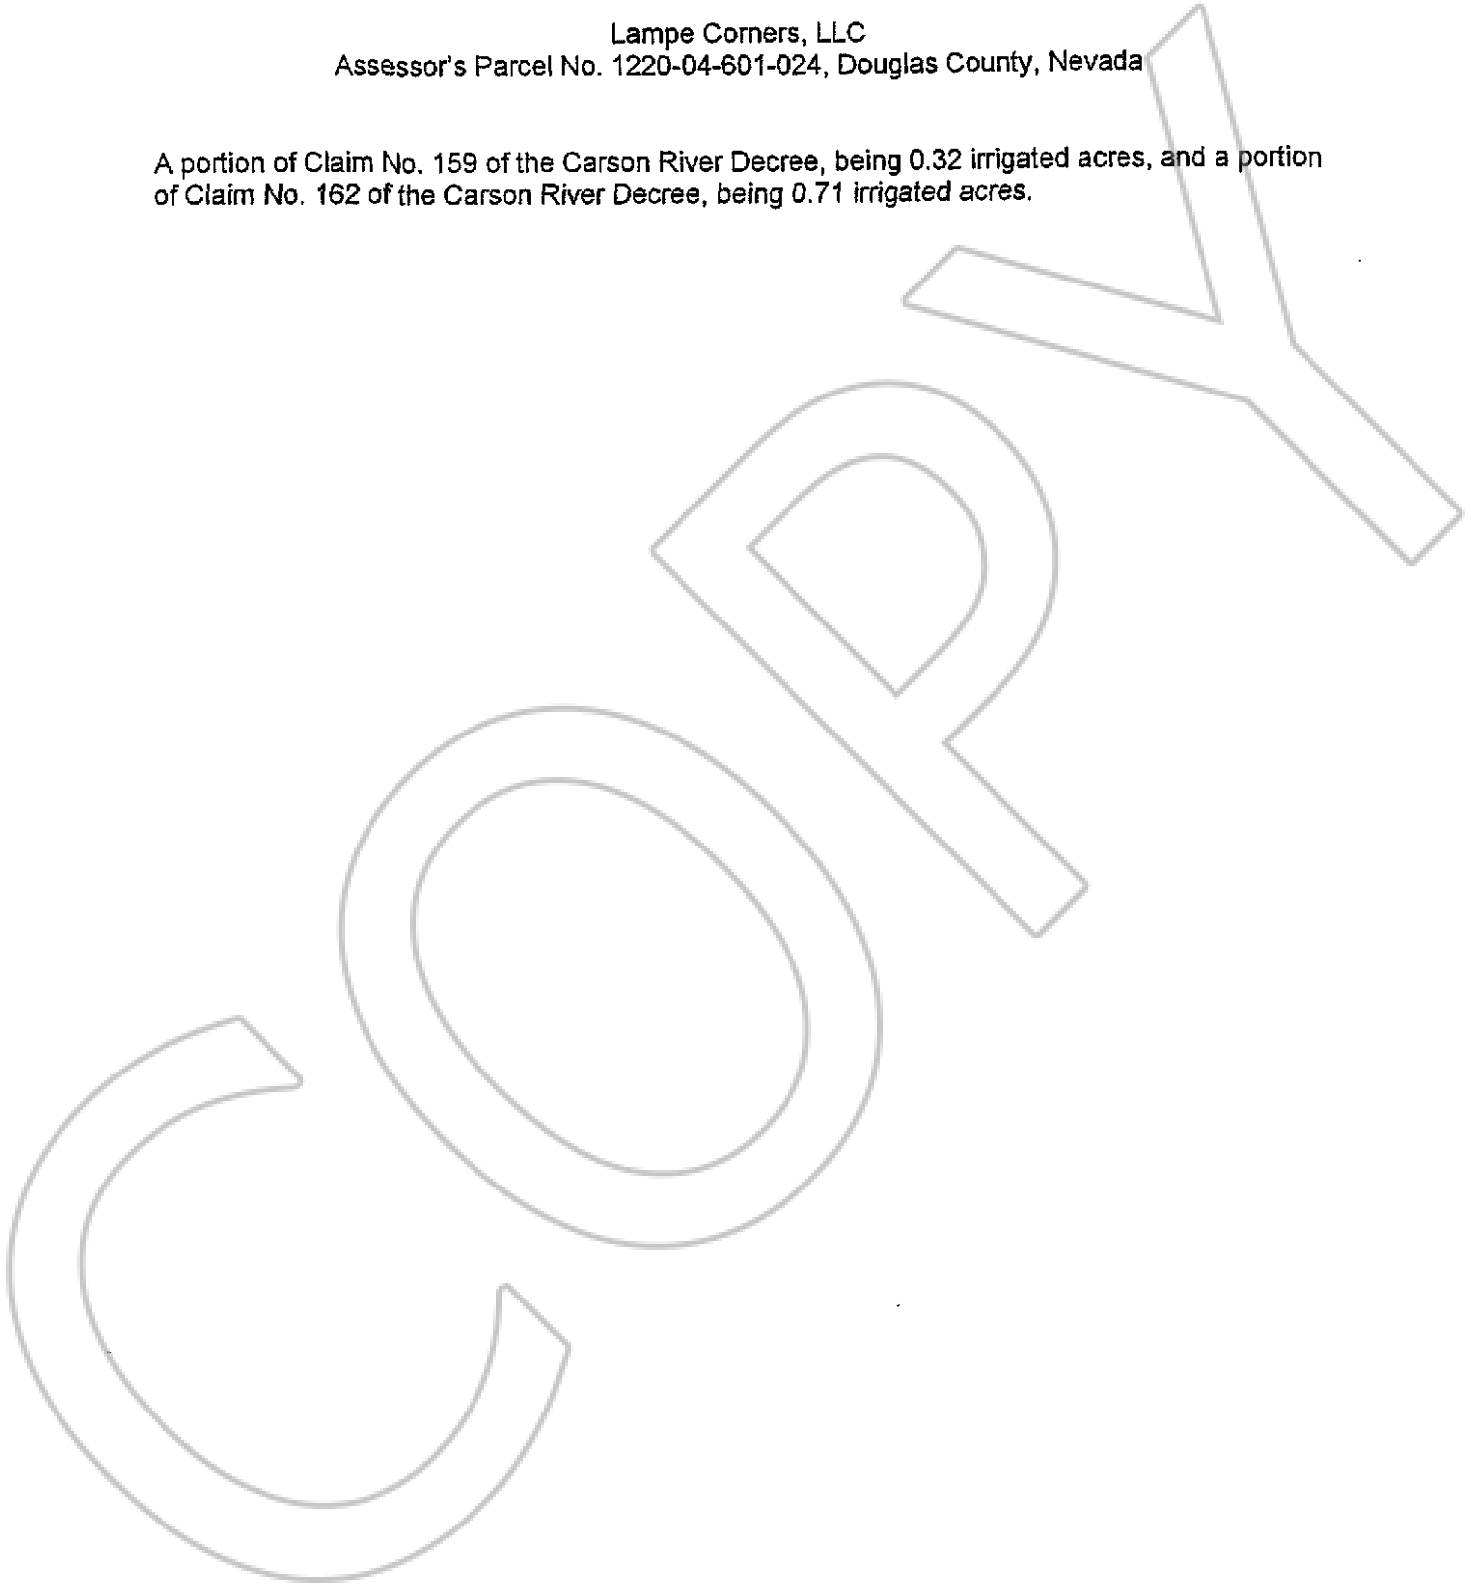 Lampe Corners, LLC
Assessor's Parcel No. 1220-04-601-024, Douglas County, Nevada
A portion of Claim No. 159 of the Carson River Decree, being 0.32 irrigated acres, and a portion
of Claim No. 162 of the Carson River Decree, being 0.71 irrigated acres.
COPY